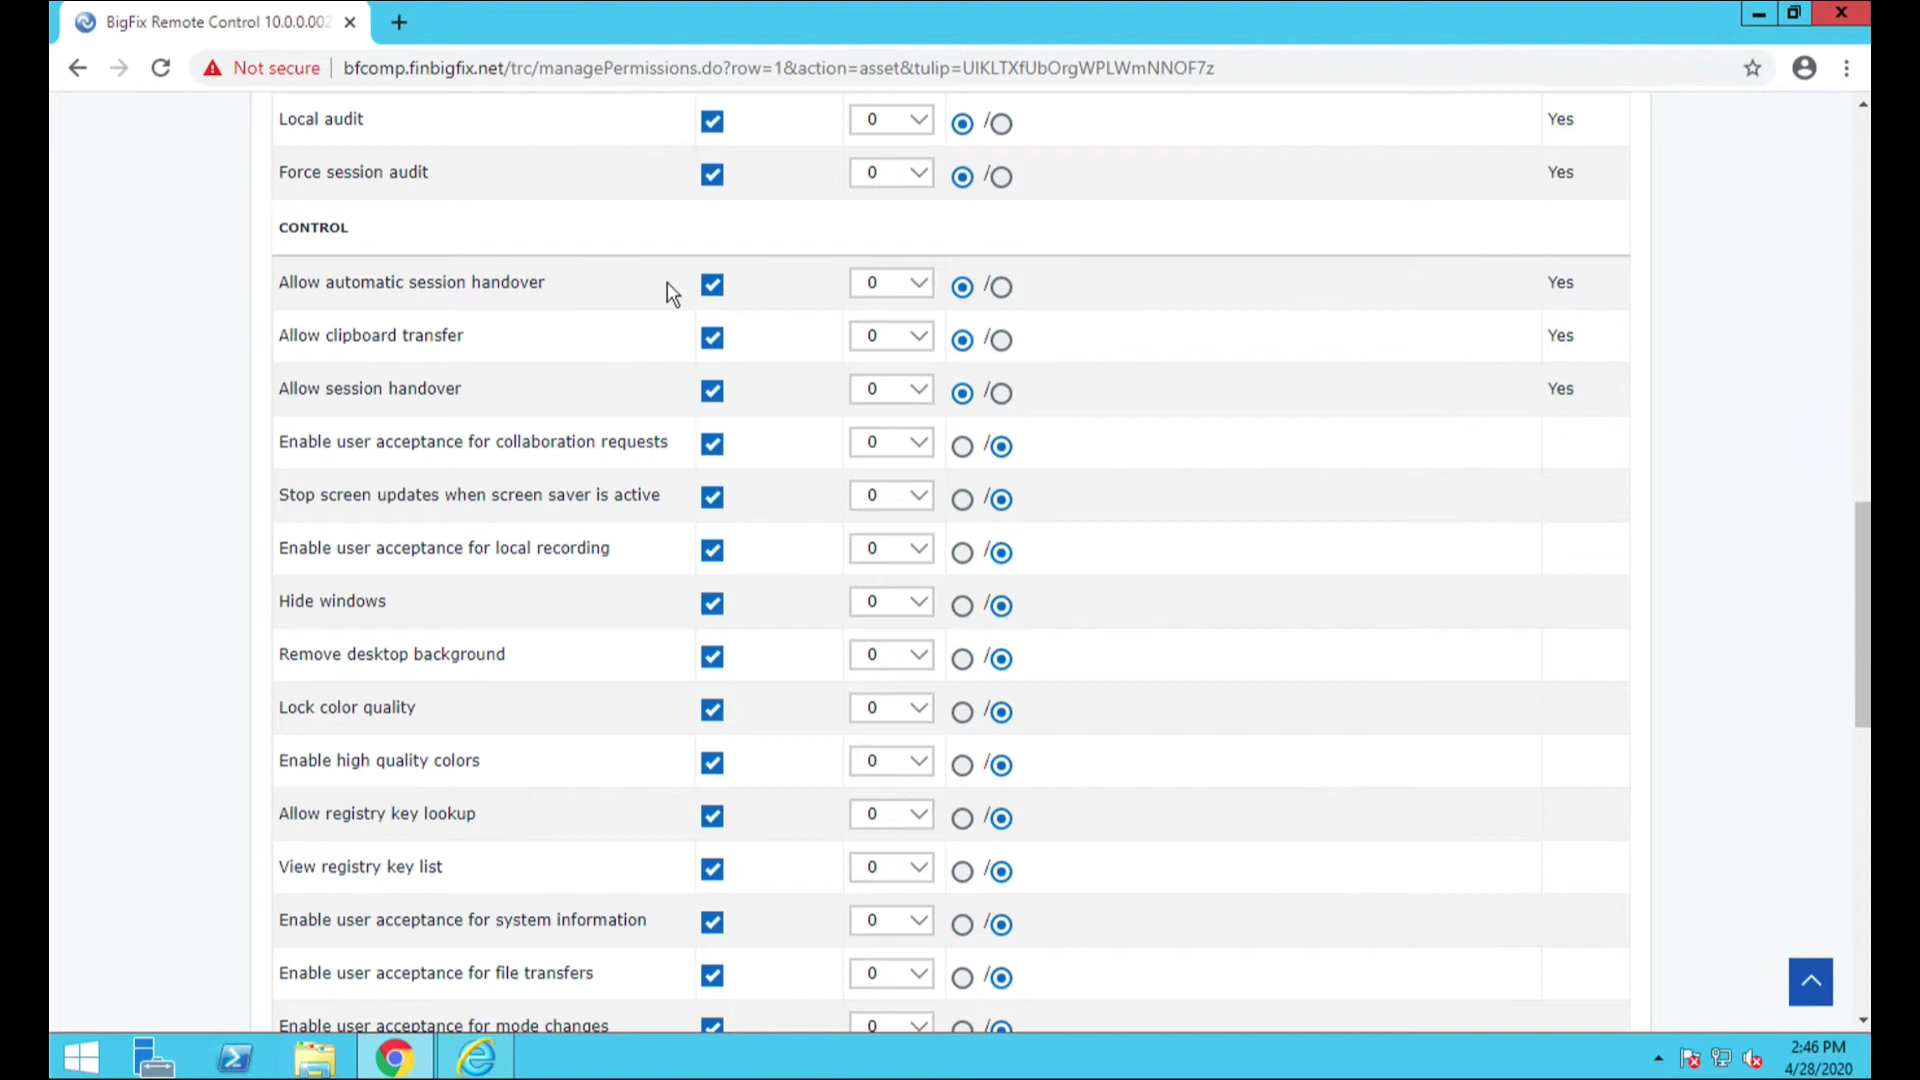 BigFix Remote Control 10.0.0.002
Not secure
bfcomp.finbigfix.net/trc/managePermissions.do?row=1&action=asset&tulip=UIKLTXfUbOrgWPLWmNNOF7z
Local audit 0 / Yes
Force session audit 0 / Yes
CONTROL
Allow automatic session handover 0 / Yes
Allow clipboard transfer 0 / Yes
Allow session handover 0 / Yes
Enable user acceptance for collaboration requests 0 /
Stop screen updates when screen saver is active 0 /
Enable user acceptance for local recording 0 /
Hide windows 0 /
Remove desktop background 0 /
Lock color quality 0 /
Enable high quality colors 0 /
Allow registry key lookup 0 /
View registry key list 0 /
Enable user acceptance for system information 0 /
Enable user acceptance for file transfers 0 /
Enable user acceptance for mode changes 0 /
2:46 PM
4/28/2020